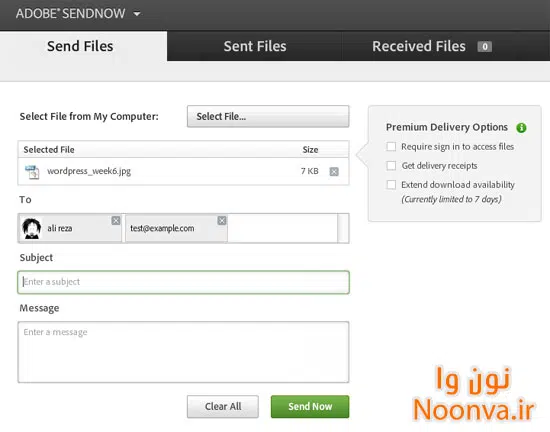 ADOBE® SENDNOW
Send Files Sent Files Received Files 0
Select File from My Computer: Select File...
Selected File Size
wordpress_week6.jpg 7 KB
To
ali reza test@example.com
Subject
Enter a subject
Message
Enter a message
Clear All Send Now
Premium Delivery Options
Require sign in to access files
Get delivery receipts
Extend download availability
(Currently limited to 7 days)
نون وا
Noonva.ir